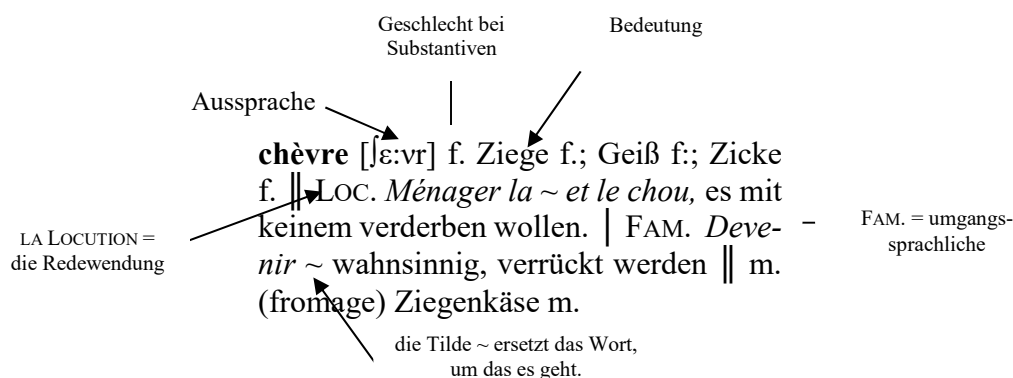 Geschlecht bei
Substantiven
Bedeutung
Aussprache
chèvre [ʃɛ:vr] f. Ziege f.; Geiß f:; Zicke
f. ‖ LOC. Ménager la ~ et le chou, es mit
keinem verderben wollen. | FAM. Deve-
nir ~ wahnsinnig, verrückt werden ‖ m.
(fromage) Ziegenkäse m.
LA LOCUTION =
die Redewendung
FAM. = umgangs-
sprachliche
die Tilde ~ ersetzt das Wort,
um das es geht.